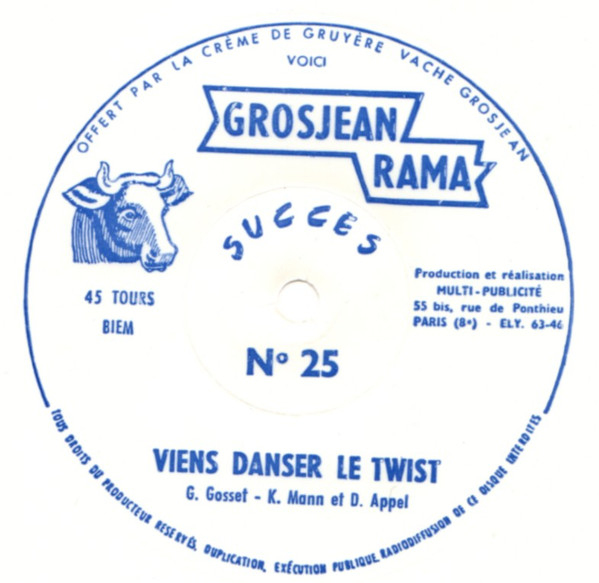 OFFERT PAR LA CRÈME DE GRUYÈRE VACHE GROSJEAN
VOICI
GROSJEAN
RAMA
SUCCÈS
45 TOURS
BIEM
Production et réalisation
MULTI-PUBLICITÉ
55 bis, rue de Ponthieu
PARIS (8e) - ELY. 63-46
No 25
VIENS DANSER LE TWIST
G. Gosset - K. Mann et D. Appel
TOUS DROITS DU PRODUCTEUR RESERVÉS. DUPLICATION, EXÉCUTION PUBLIQUE, RADIODIFFUSION DE CE DISQUE INTERDITES